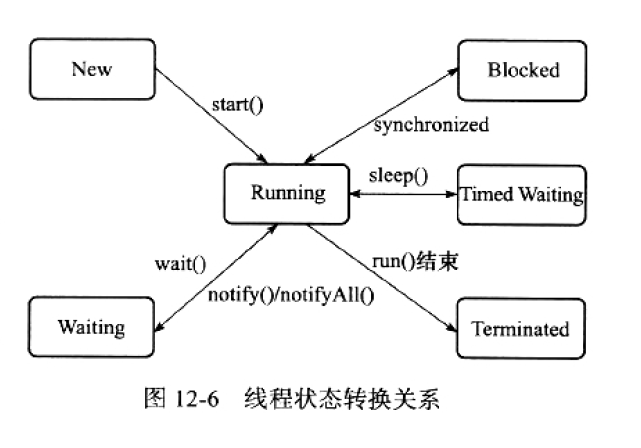 New
Blocked
start()
synchronized
Running
sleep()
Timed Waiting
wait()
run()结束
notify()/notifyAll()
Waiting
Terminated
图 12-6 线程状态转换关系